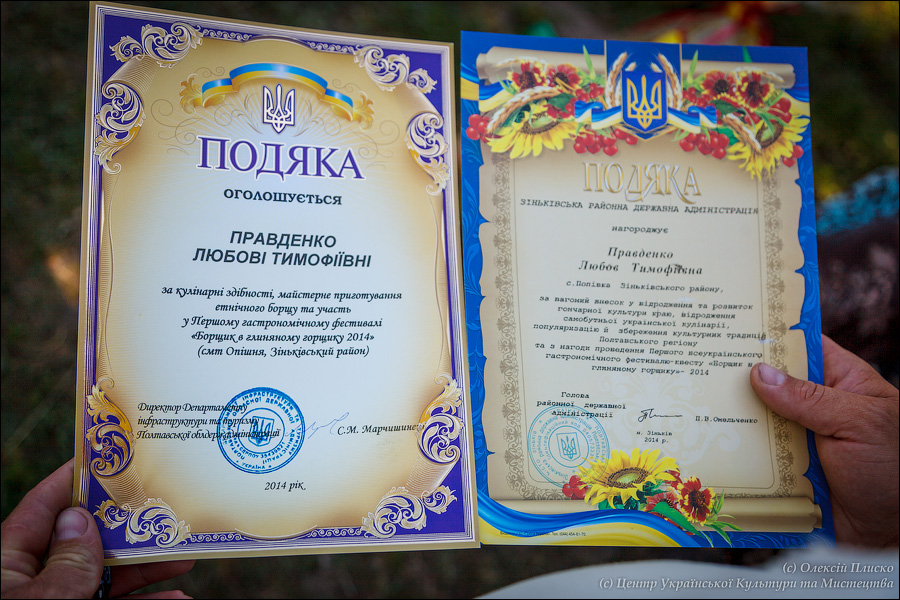 ПОДЯКА
ОГОЛОШУЄТЬСЯ
ПРАВДЕНКО
ЛЮБОВІ ТИМОФІЇВНІ
за кулінарні здібності, майстерне приготування
етнічного борщу та участь
у Першому гастрономічному фестивалі
«Борщик в глиняному горщику 2014»
(смт Опішня, Зіньківський район)
Директор Департаменту
інфраструктури та туризму
Полтавської облдержадміністрації
С.М. Марчишинець
2014 рік.
ПОДЯКА
ЗІНЬКІВСЬКА РАЙОННА ДЕРЖАВНА АДМІНІСТРАЦІЯ
нагороджує
Правденко
Любов Тимофіївна
с.Попівка Зіньківського району,
за вагомий внесок у відродження та розвиток
гончарної культури краю, відродження
самобутньої української кулінарії,
популяризацію й збереження культурних традицій
Полтавського регіону
та з нагоди проведення Першого всеукраїнського
гастрономічного фестивалю-квесту «Борщик в
глиняному горщику»- 2014
Голова
районної державної
адміністрації
П.В.Омельченко
м. Зіньків
2014 р.
(c) Олексій Плиско
(c) Центр Української Культури та Мистецтва